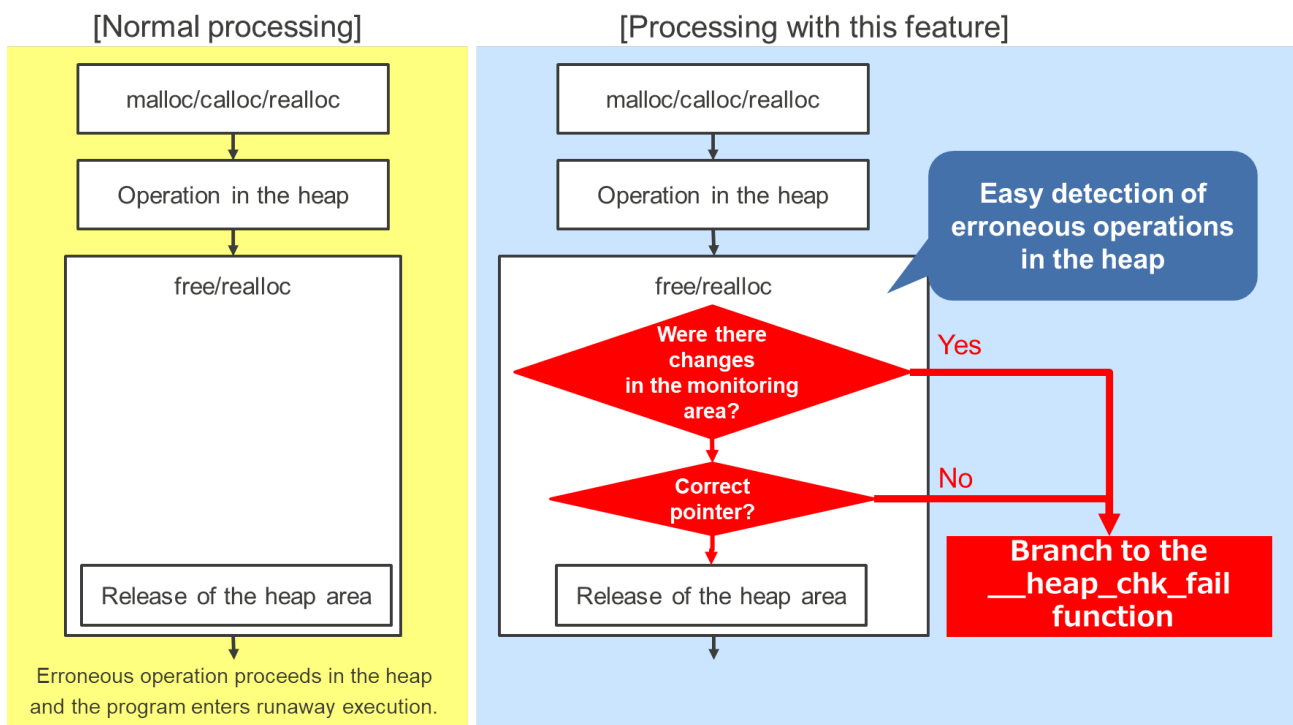 [Normal processing]
malloc/calloc/realloc
Operation in the heap
free/realloc
Release of the heap area
Erroneous operation proceeds in the heap
and the program enters runaway execution.
[Processing with this feature]
malloc/calloc/realloc
Operation in the heap
Easy detection of
erroneous operations
in the heap
free/realloc
Were there
changes
in the monitoring
area?
Yes
Correct
pointer?
No
Release of the heap area
Branch to the
__heap_chk_fail
function